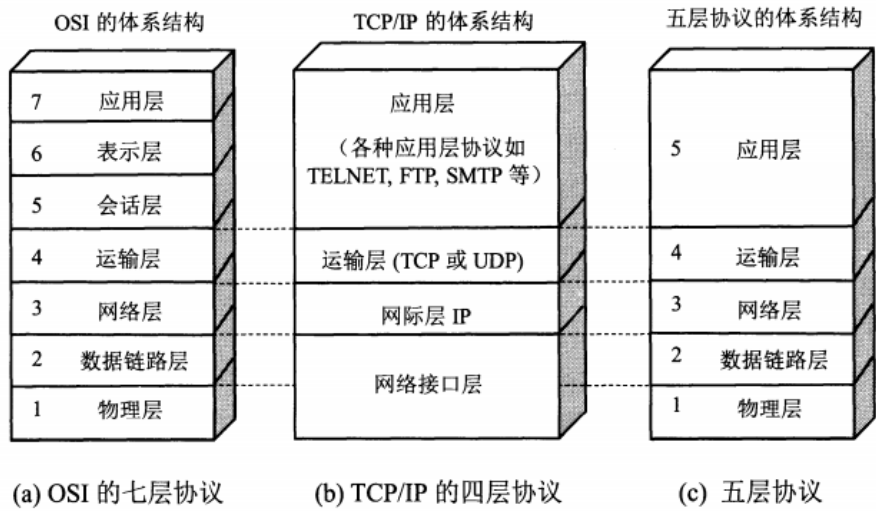 OSI 的体系结构
TCP/IP 的体系结构
五层协议的体系结构
7 应用层
6 表示层
5 会话层
4 运输层
3 网络层
2 数据链路层
1 物理层
应用层
(各种应用层协议如
TELNET, FTP, SMTP 等)
运输层 (TCP 或 UDP)
网际层 IP
网络接口层
5 应用层
4 运输层
3 网络层
2 数据链路层
1 物理层
(a) OSI 的七层协议
(b) TCP/IP 的四层协议
(c) 五层协议